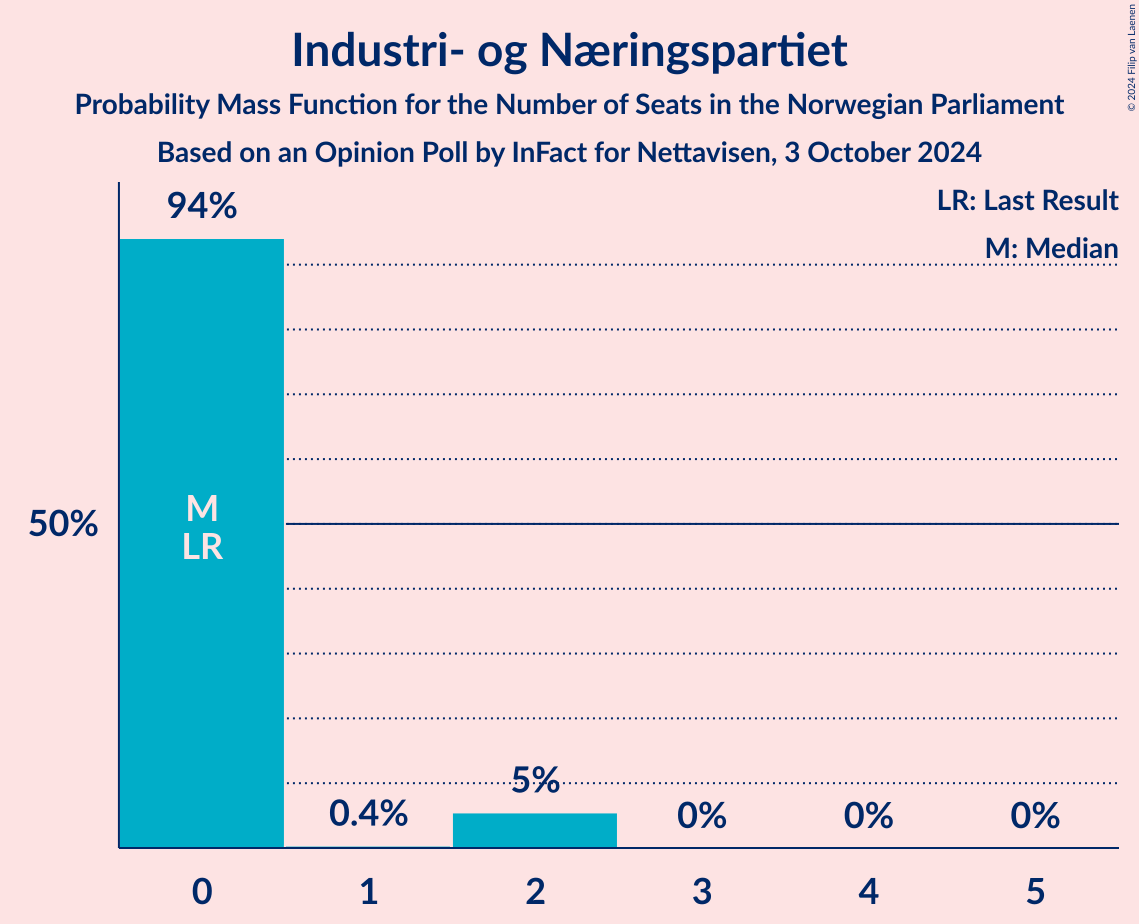 Industri- og Næringspartiet
Probability Mass Function for the Number of Seats in the Norwegian Parliament
Based on an Opinion Poll by InFact for Nettavisen, 3 October 2024
© 2024 Filip van Laenen
LR: Last Result
M: Median
94%
50%
M
LR
0.4%
5%
0%
0%
0%
0
1
2
3
4
5